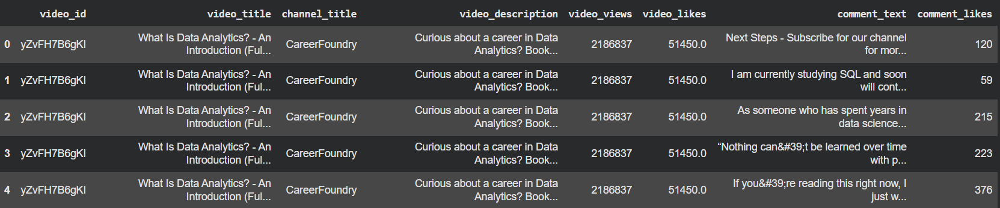 video_id video_title channel_title video_description video_views video_likes comment_text comment_likes
0 yZvFH7B6gKI What Is Data Analytics? - An Introduction (Ful... CareerFoundry Curious about a career in Data Analytics? Book... 2186837 51450.0 Next Steps - Subscribe for our channel for mor... 120
1 yZvFH7B6gKI What Is Data Analytics? - An Introduction (Ful... CareerFoundry Curious about a career in Data Analytics? Book... 2186837 51450.0 I am currently studying SQL and soon will cont... 59
2 yZvFH7B6gKI What Is Data Analytics? - An Introduction (Ful... CareerFoundry Curious about a career in Data Analytics? Book... 2186837 51450.0 As someone who has spent years in data science... 215
3 yZvFH7B6gKI What Is Data Analytics? - An Introduction (Ful... CareerFoundry Curious about a career in Data Analytics? Book... 2186837 51450.0 “Nothing can&#39;t be learned over time with p... 223
4 yZvFH7B6gKI What Is Data Analytics? - An Introduction (Ful... CareerFoundry Curious about a career in Data Analytics? Book... 2186837 51450.0 If you&#39;re reading this right now, I just w... 376